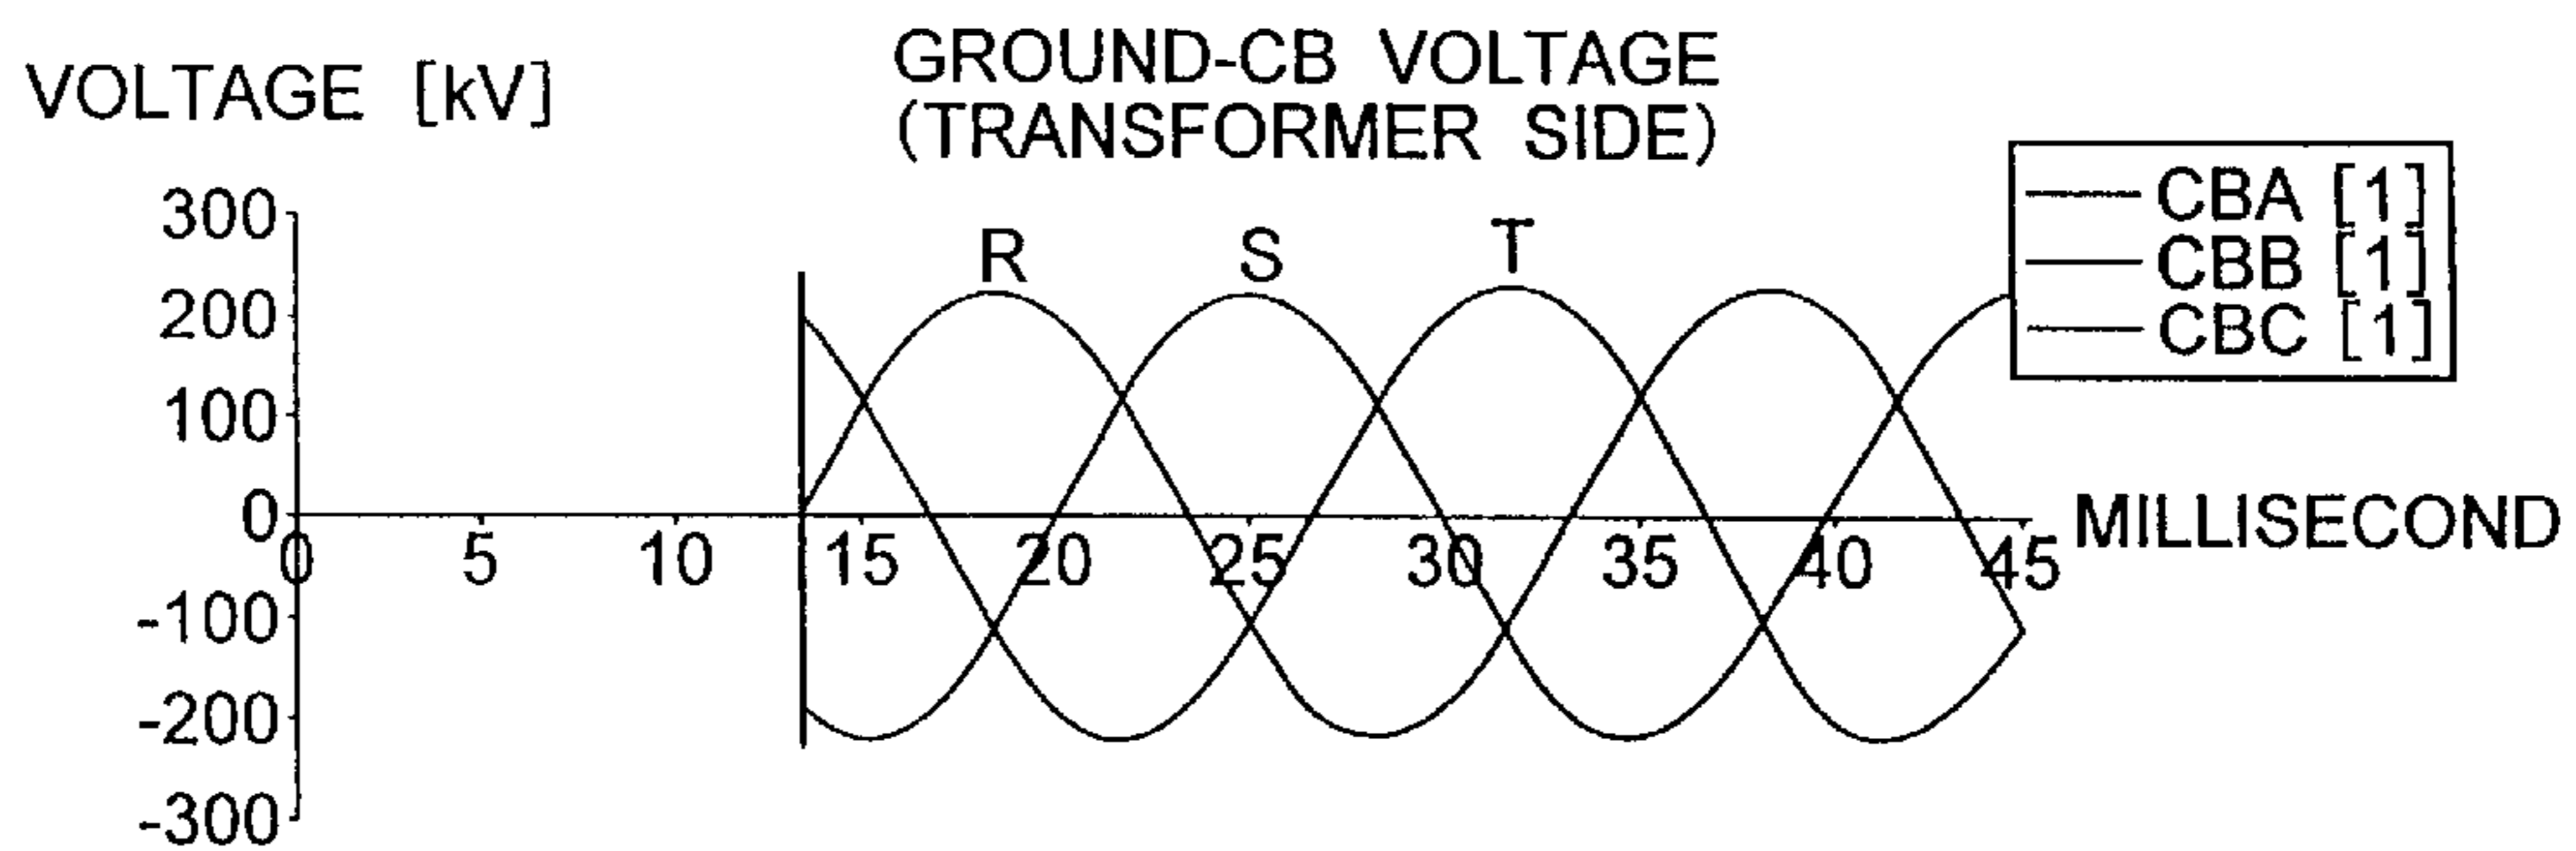 GROUND-CB VOLTAGE
(TRANSFORMER SIDE)
VOLTAGE [kV]
CBA [1]
CBB [1]
CBC [1]
R
S
T
300
200
100
0
-100
-200
-300
0 5 10 15 20 25 30 35 40 45
MILLISECOND